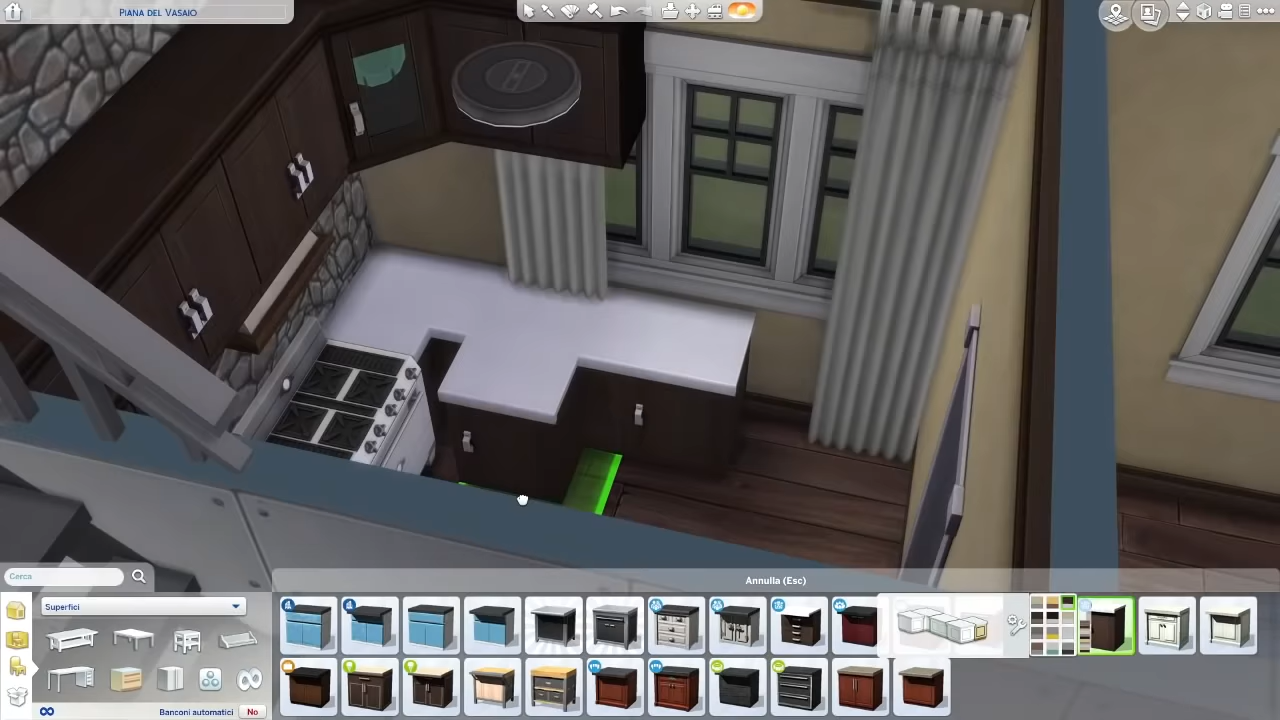 Piana del Vasaio
Annulla (Esc)
Cerca
Superfici
Banconi automatici No